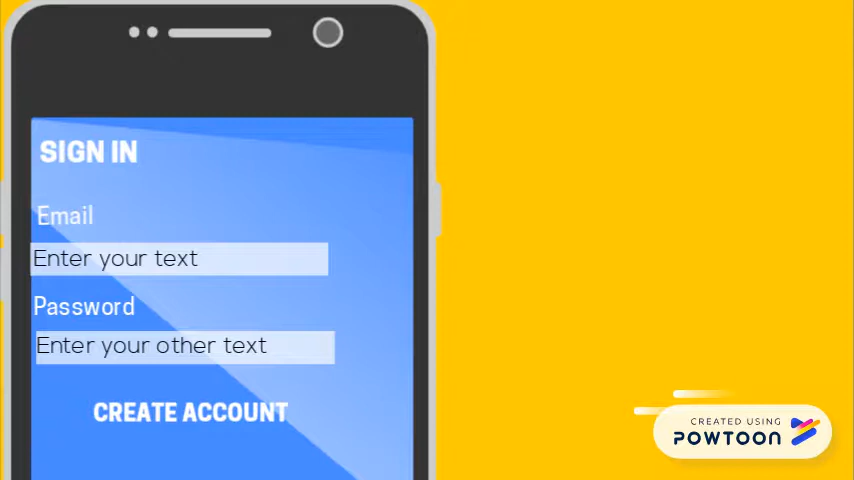 SIGN IN
Email
Enter your text
Password
Enter your other text
CREATE ACCOUNT
CREATED USING
POWTOON